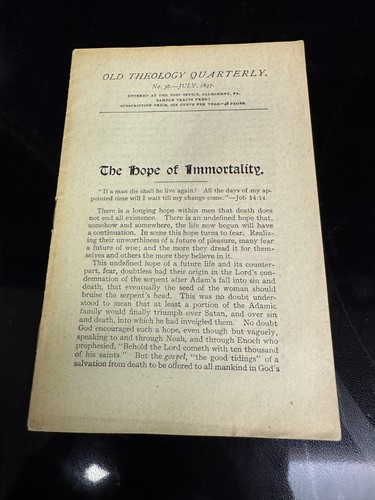 OLD THEOLOGY QUARTERLY.
No. 38.—JULY, 1897.
ENTERED AT THE POST OFFICE, ALLEGHENY, PA.
SAMPLE TRACTS FREE!
SUBSCRIPTION PRICE, SIX CENTS PER YEAR—48 PAGES.
The Hope of Immortality.
"If a man die shall he live again? All the days of my ap-
pointed time will I wait till my change come."—Job 14:14.
There is a longing hope within men that death does
not end all existence. There is an undefined hope that,
somehow and somewhere, the life now begun will have
a continuation. In some this hope turns to fear. Realiz-
ing their unworthiness of a future of pleasure, many fear
a future of woe; and the more they dread it for them-
selves and others the more they believe in it.
This undefined hope of a future life and its counter-
part, fear, doubtless had their origin in the Lord's con-
demnation of the serpent after Adam's fall into sin and
death, that eventually the seed of the woman should
bruise the serpent's head. This was no doubt under-
stood to mean that at least a portion of the Adamic
family would finally triumph over Satan, and over sin
and death, into which he had inveigled them. No doubt
God encouraged such a hope, even though but vaguely,
speaking to and through Noah, and through Enoch who
prophesied, "Behold the Lord cometh with ten thousand
of his saints." But the gospel, "the good tidings" of a
salvation from death to be offered to all mankind in God's